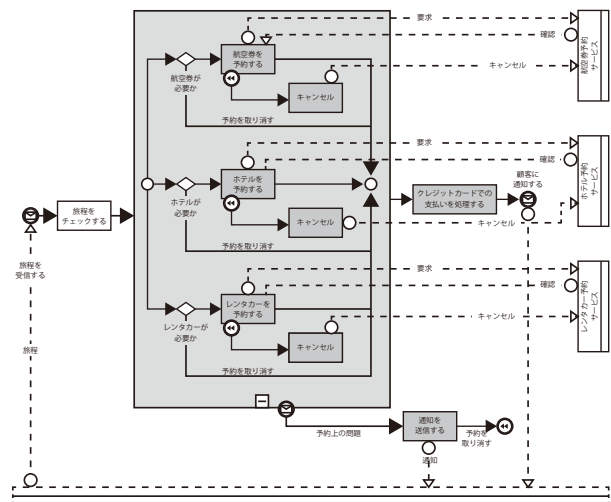 要求
確認
航空券を
予約する
航空券予約
サービス
航空券が
必要か
キャンセル
キャンセル
予約を取り消す
要求
確認
ホテルを
予約する
ホテル予約
サービス
顧客に
通知する
旅程を
チェックする
クレジットカードでの
支払いを処理する
ホテルが
必要か
キャンセル
キャンセル
予約を取り消す
旅程を
受信する
要求
確認
レンタカーを
予約する
レンタカー予約
サービス
キャンセル
レンタカーが
必要か
キャンセル
旅程
予約を取り消す
通知を
送信する
予約上の問題
予約を
取り消す
通知